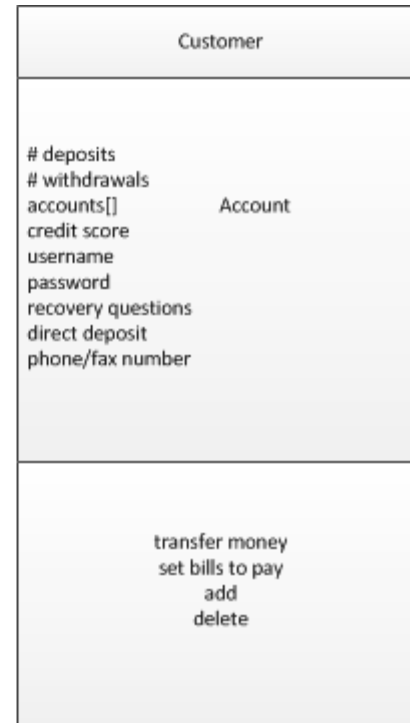 Customer
# deposits
# withdrawals
accounts[] Account
credit score
username
password
recovery questions
direct deposit
phone/fax number
transfer money
set bills to pay
add
delete